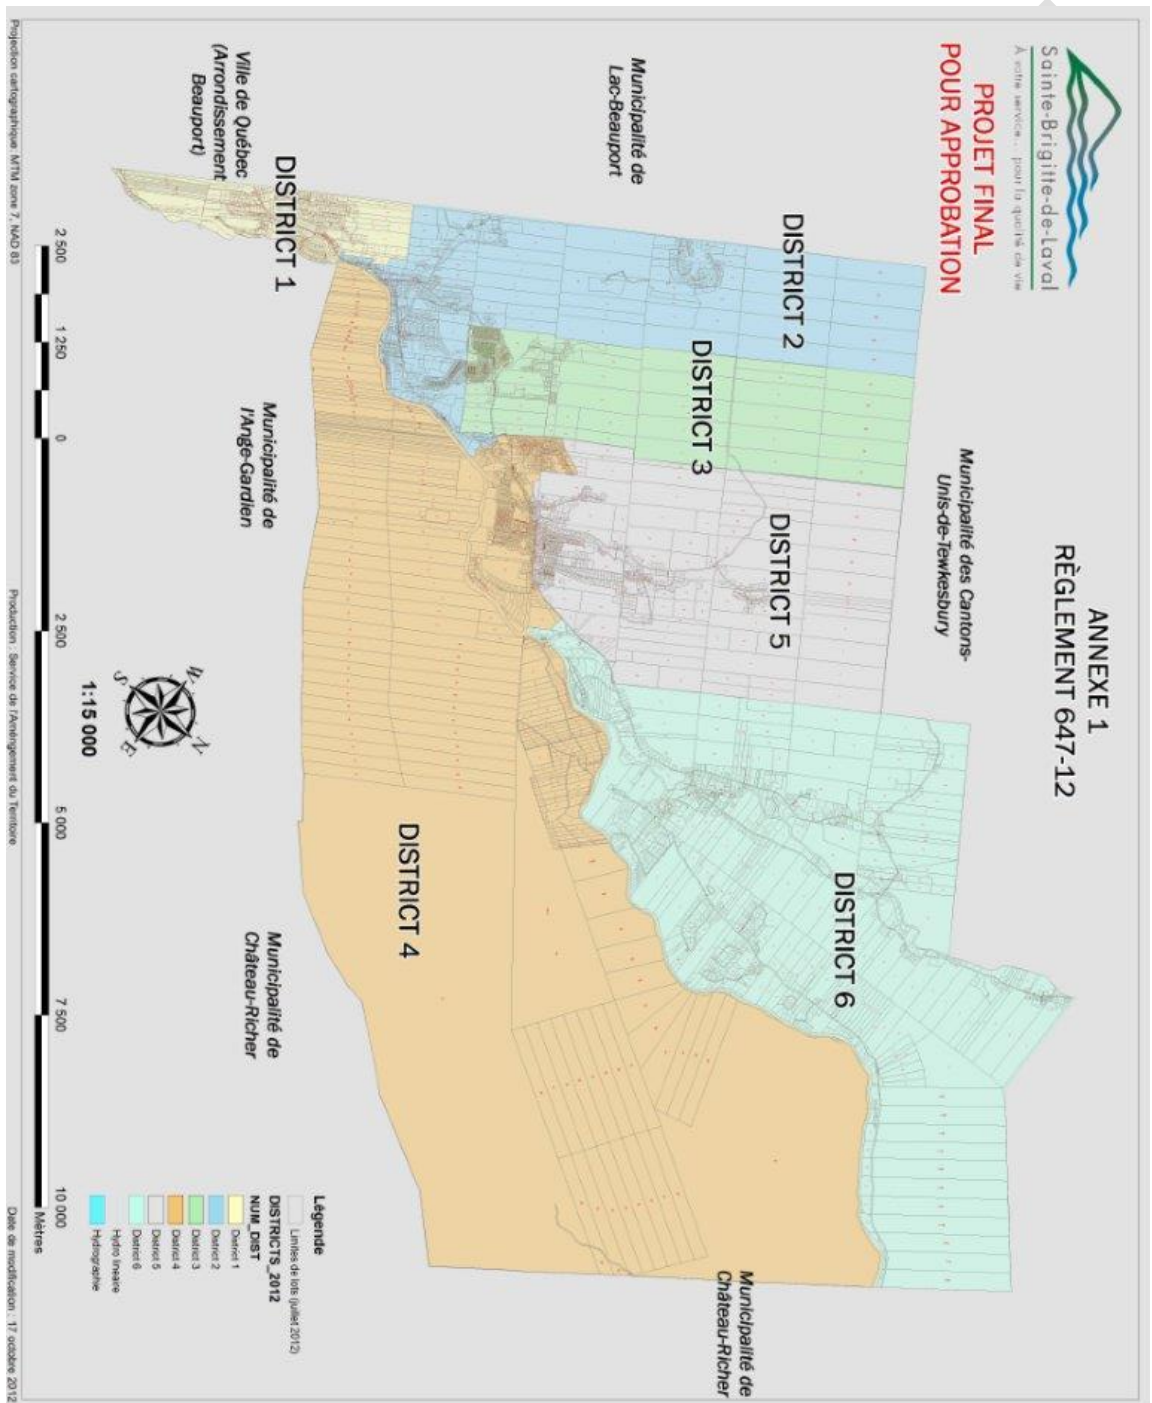 Sainte-Brigitte-de-Laval
À votre service... pour la qualité de vie
PROJET FINAL
POUR APPROBATION
ANNEXE 1
RÈGLEMENT 647-12
Municipalité des Cantons-
Unis-de-Tewkesbury
Municipalité de
Lac-Beauport
DISTRICT 2
DISTRICT 3
DISTRICT 5
DISTRICT 6
Ville de Québec
(Arrondissement
Beauport)
DISTRICT 1
DISTRICT 4
Municipalité de
l'Ange-Gardien
Municipalité de
Château-Richer
Municipalité de
Château-Richer
N
E
S
W
1:15 000
Légende
Limites de lots (juillet 2012)
DISTRICTS_2012
NUM_DIST
District 1
District 2
District 3
District 4
District 5
District 6
Hydro lineaire
Hydrographie
2 500
1 250
0
2 500
5 000
7 500
10 000
Mètres
Projection cartographique: MTM zone 7, NAD 83
Production : Service de l'Aménagement du Territoire
Date de modification : 17 octobre 2012